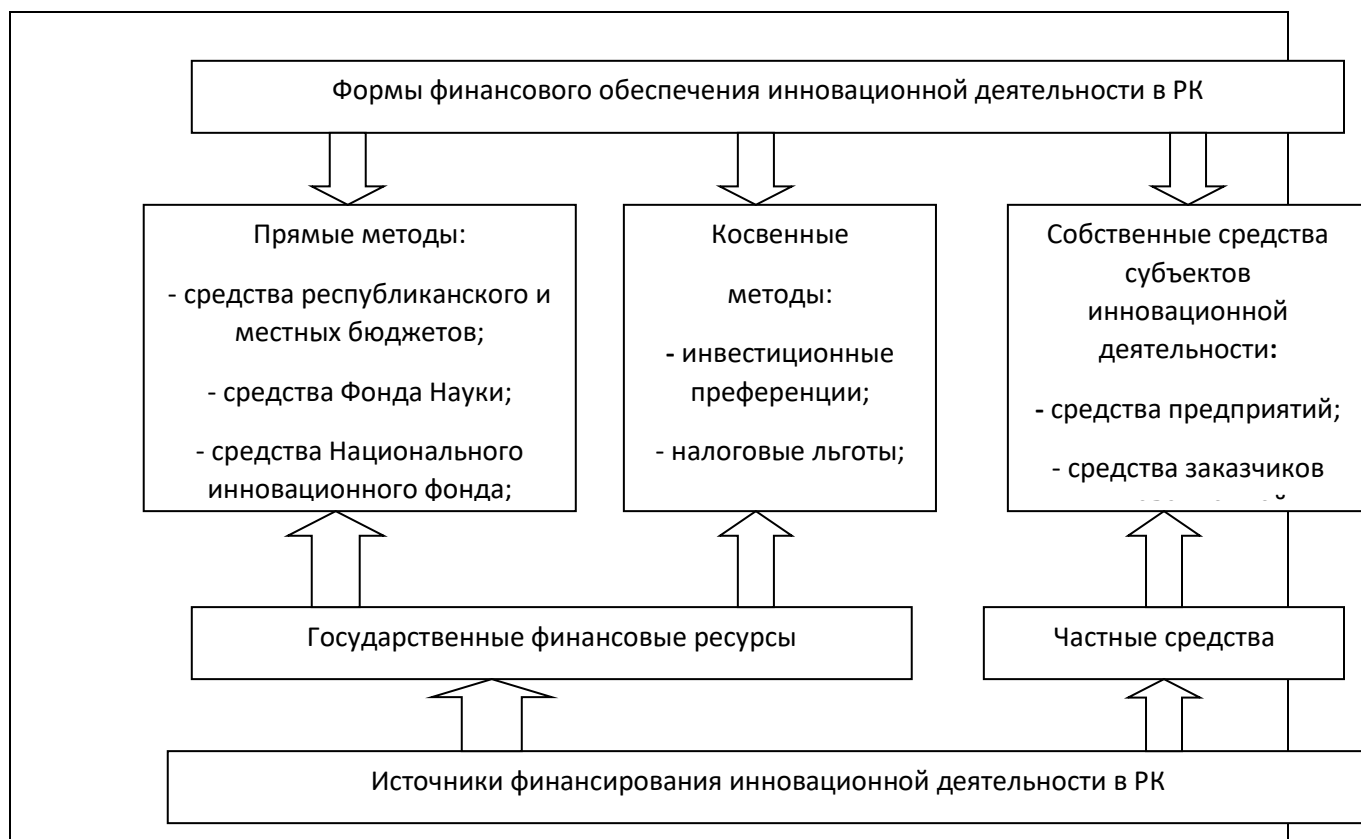 Формы финансового обеспечения инновационной деятельности в РК
Прямые методы:
- средства республиканского и
местных бюджетов;
- средства Фонда Науки;
- средства Национального
инновационного фонда;
Косвенные
методы:
- инвестиционные
преференции;
- налоговые льготы;
Собственные средства
субъектов
инновационной
деятельности:
- средства предприятий;
- средства заказчиков
Государственные финансовые ресурсы
Частные средства
Источники финансирования инновационной деятельности в РК